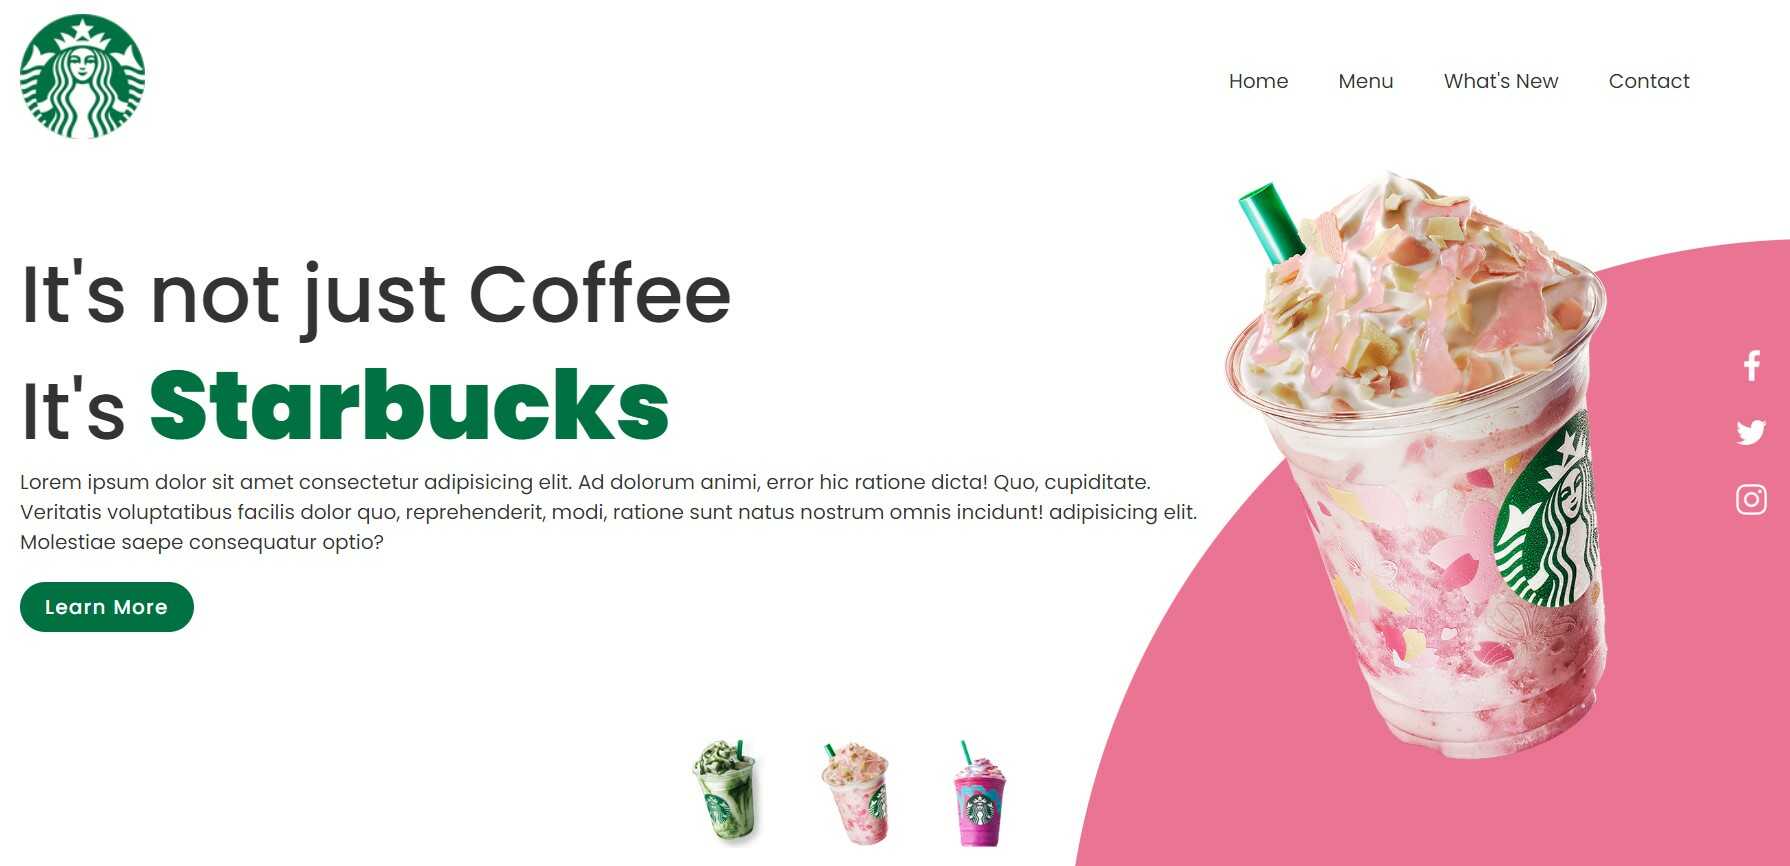 Home Menu What's New Contact
It's not just Coffee
It's Starbucks
Lorem ipsum dolor sit amet consectetur adipisicing elit. Ad dolorum animi, error hic ratione dicta! Quo, cupiditate.
Veritatis voluptatibus facilis dolor quo, reprehenderit, modi, ratione sunt natus nostrum omnis incidunt! adipisicing elit.
Molestiae saepe consequatur optio?
Learn More